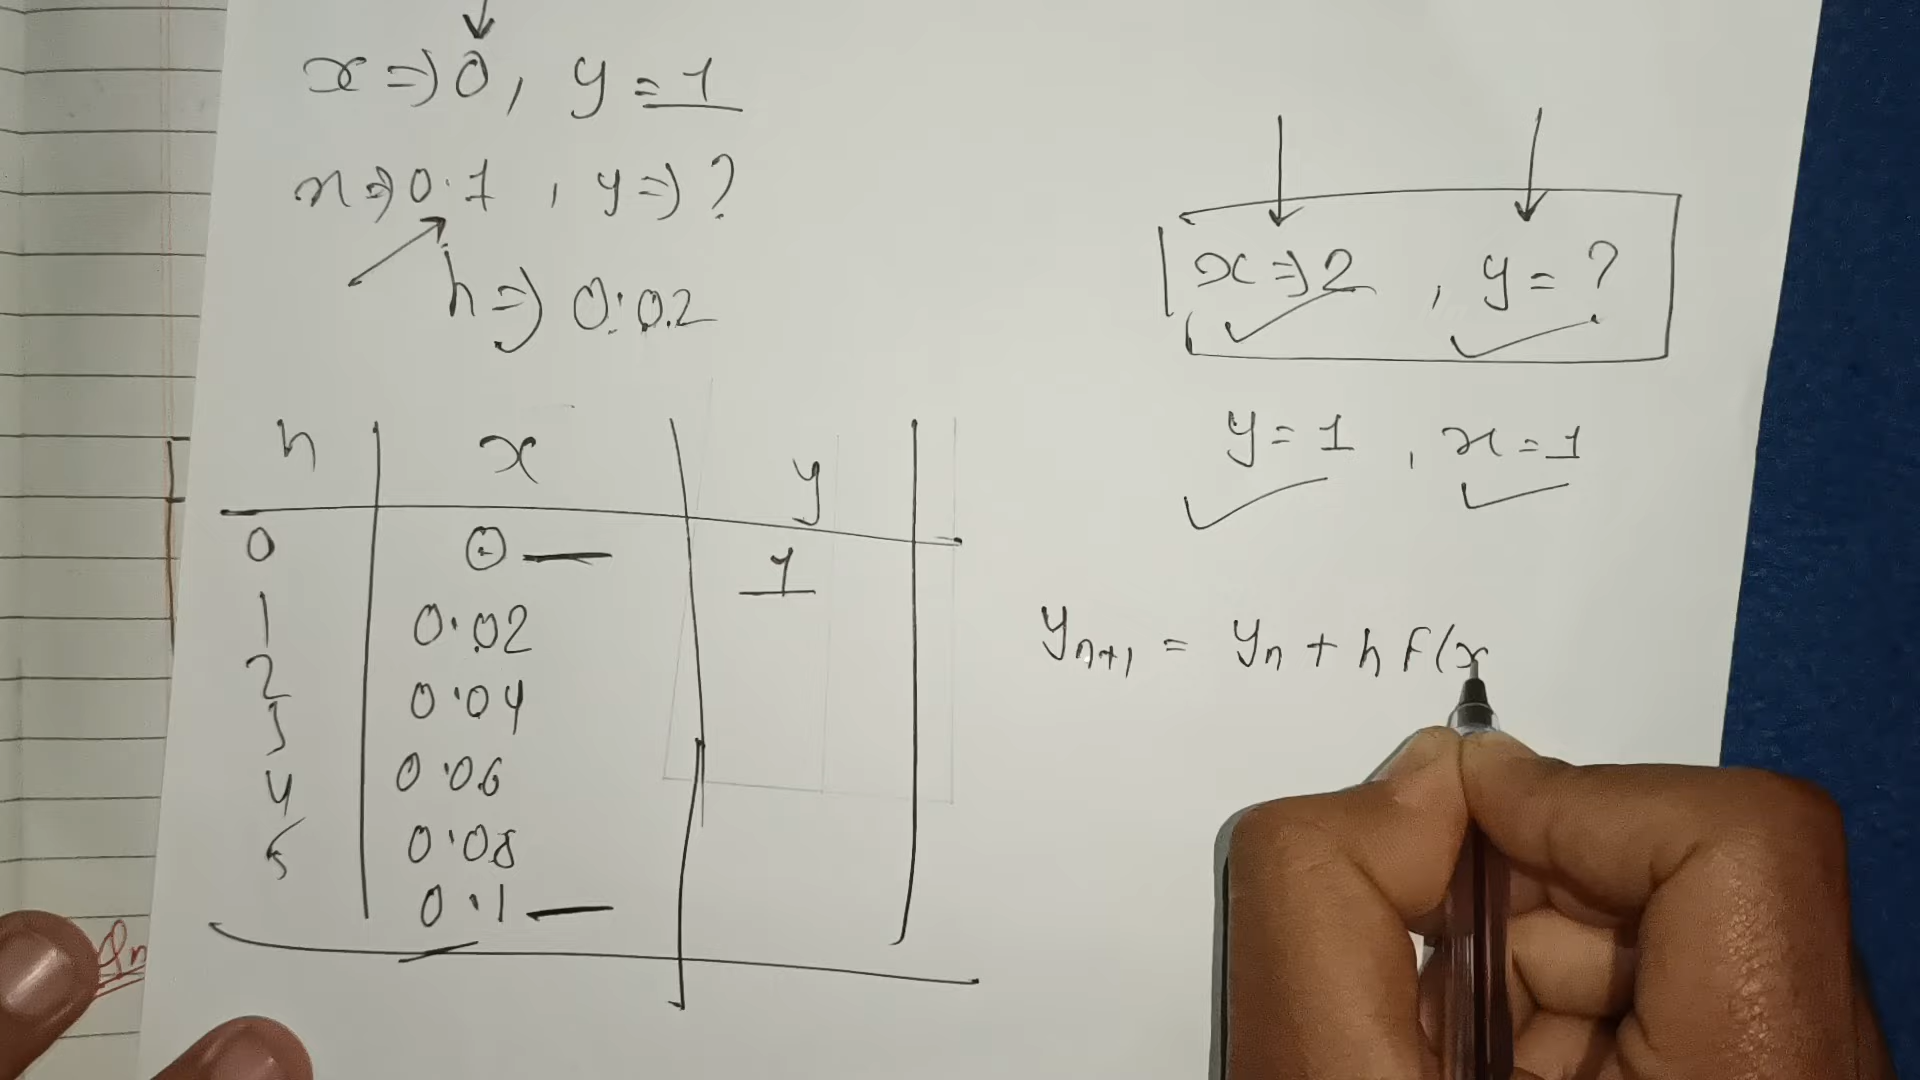 x ⇒ 0, y = 1
x ⇒ 0.1, y ⇒ ?
h ⇒ 0.02
x ⇒ 2, y = ?
y = 1, x = 1
n x y
0 0 1
1 0.02
2 0.04
3 0.06
4 0.08
5 0.1
yn+1 = yn + h F(x
Qn